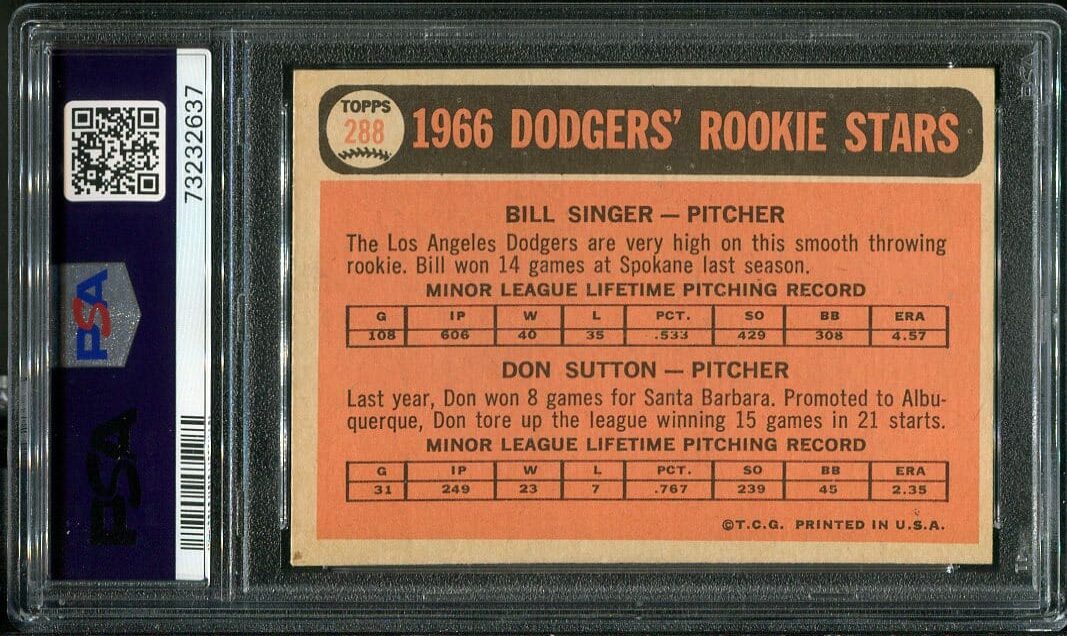 73232637
PSA
PSA
TOPPS
288
1966 DODGERS' ROOKIE STARS
BILL SINGER — PITCHER
The Los Angeles Dodgers are very high on this smooth throwing
rookie. Bill won 14 games at Spokane last season.
MINOR LEAGUE LIFETIME PITCHING RECORD
G IP W L PCT. SO BB ERA
108 606 40 35 .533 429 308 4.57
DON SUTTON — PITCHER
Last year, Don won 8 games for Santa Barbara. Promoted to Albu-
querque, Don tore up the league winning 15 games in 21 starts.
MINOR LEAGUE LIFETIME PITCHING RECORD
G IP W L PCT. SO BB ERA
31 249 23 7 .767 239 45 2.35
©T.C.G. PRINTED IN U.S.A.